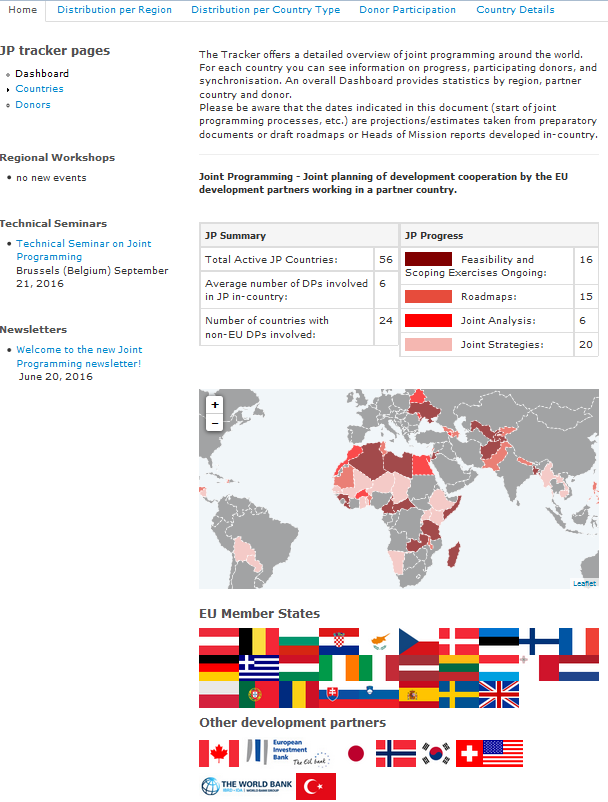 Home Distribution per Region Distribution per Country Type Donor Participation Country Details
JP tracker pages
Dashboard
Countries
Donors
Regional Workshops
no new events
Technical Seminars
Technical Seminar on Joint
Programming
Brussels (Belgium) September
21, 2016
Newsletters
Welcome to the new Joint
Programming newsletter!
June 20, 2016
The Tracker offers a detailed overview of joint programming around the world.
For each country you can see information on progress, participating donors, and
synchronisation. An overall Dashboard provides statistics by region, partner
country and donor.
Please be aware that the dates indicated in this document (start of joint
programming processes, etc.) are projections/estimates taken from preparatory
documents or draft roadmaps or Heads of Mission reports developed in-country.
Joint Programming - Joint planning of development cooperation by the EU
development partners working in a partner country.
JP Summary
Total Active JP Countries: 56
Average number of DPs involved 6
in JP in-country:
Number of countries with 24
non-EU DPs involved:
JP Progress
Feasibility and 16
Scoping Exercises Ongoing:
Roadmaps: 15
Joint Analysis: 6
Joint Strategies: 20
+
−
Leaflet
EU Member States
Other development partners
European
Investment
Bank
The EU bank
THE WORLD BANK
IBRD • IDA | WORLD BANK GROUP